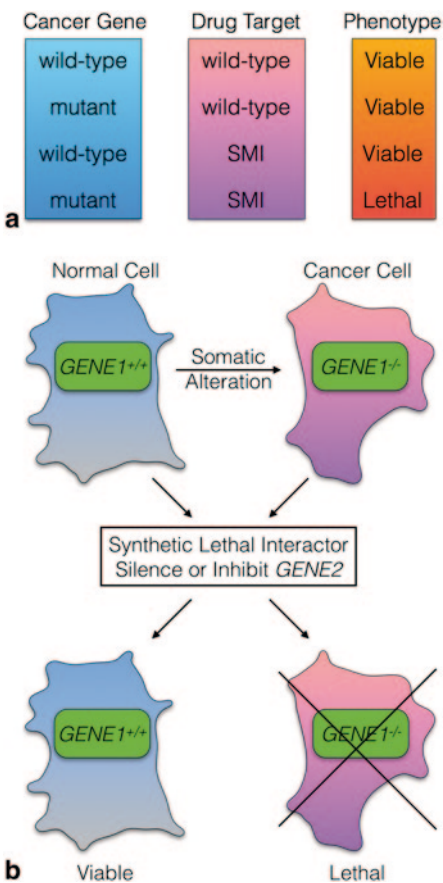 Cancer Gene Drug Target Phenotype
wild-type wild-type Viable
mutant wild-type Viable
wild-type SMI Viable
mutant SMI Lethal
a
Normal Cell Cancer Cell
GENE1+/+ Somatic Alteration GENE1-/-
Synthetic Lethal Interactor
Silence or Inhibit GENE2
GENE1+/+ GENE1-/-
b Viable Lethal